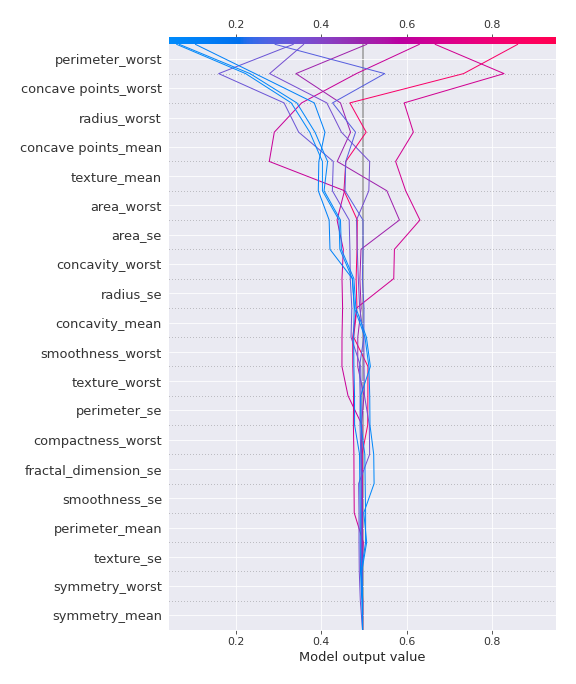 0.2 0.4 0.6 0.8
perimeter_worst
concave points_worst
radius_worst
concave points_mean
texture_mean
area_worst
area_se
concavity_worst
radius_se
concavity_mean
smoothness_worst
texture_worst
perimeter_se
compactness_worst
fractal_dimension_se
smoothness_se
perimeter_mean
texture_se
symmetry_worst
symmetry_mean
0.2 0.4 0.6 0.8
Model output value